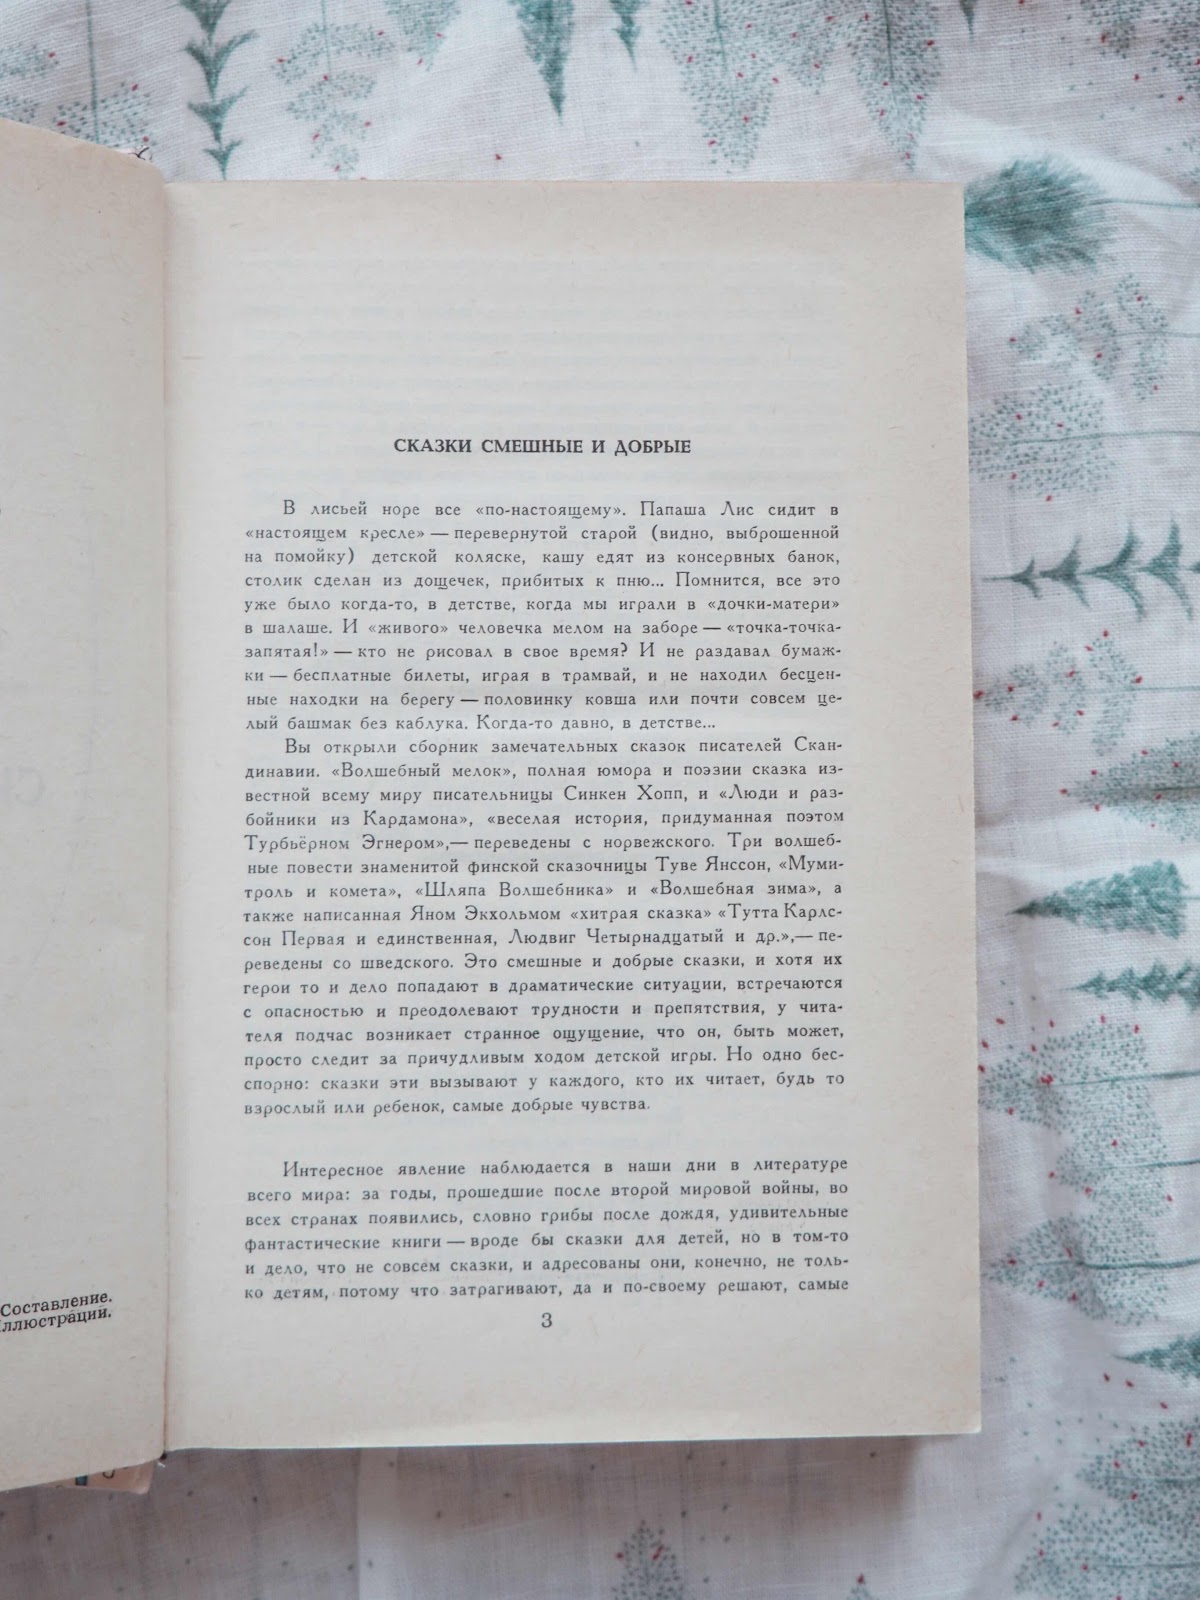 Составление.
СКАЗКИ СМЕШНЫЕ И ДОБРЫЕ
В лисьей норе все «по-настоящему». Папаша Лис сидит в
«настоящем кресле» — перевернутой старой (видно, выброшенной
на помойку) детской коляске, кашу едят из консервных банок,
столик сделан из дощечек, прибитых к пню... Помнится, все это
уже было когда-то, в детстве, когда мы играли в «дочки-матери»
в шалаше. И «живого» человечка мелом на заборе — «точка-точка-
запятая!» — кто не рисовал в свое время? И не раздавал бумаж-
ки — бесплатные билеты, играя в трамвай, и не находил бесцен-
ные находки на берегу — половинку ковша или почти совсем це-
лый башмак без каблука. Когда-то давно, в детстве...
Вы открыли сборник замечательных сказок писателей Скан-
динавии. «Волшебный мелок», полная юмора и поэзии сказка из-
вестной всему миру писательницы Синкен Хопп, и «Люди и раз-
бойники из Кардамона», «веселая история, придуманная поэтом
Турбьёрном Эгнером»,— переведены с норвежского. Три волшеб-
ные повести знаменитой финской сказочницы Туве Янссон, «Муми-
тролль и комета», «Шляпа Волшебника» и «Волшебная зима», а
также написанная Яном Экхольмом «хитрая сказка» «Тутта Карлс-
сон Первая и единственная, Людвиг Четырнадцатый и др.»,— пе-
реведены со шведского. Это смешные и добрые сказки, и хотя их
герои то и дело попадают в драматические ситуации, встречаются
с опасностью и преодолевают трудности и препятствия, у чита-
теля подчас возникает странное ощущение, что он, быть может,
просто следит за причудливым ходом детской игры. Но одно бес-
спорно: сказки эти вызывают у каждого, кто их читает, будь то
взрослый или ребенок, самые добрые чувства.
Интересное явление наблюдается в наши дни в литературе
всего мира: за годы, прошедшие после второй мировой войны, во
всех странах появились, словно грибы после дождя, удивительные
фантастические книги — вроде бы сказки для детей, но в том-то
и дело, что не совсем сказки, и адресованы они, конечно, не толь-
ко детям, потому что затрагивают, да и по-своему решают, самые
3